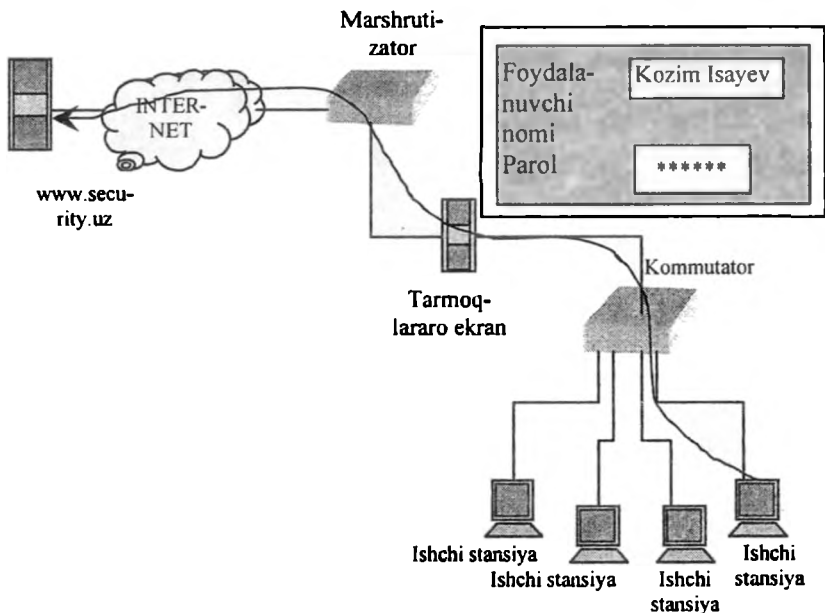 Marshruti-
zator
Foydala-
nuvchi
nomi
Kozim Isayev
Parol
******
INTER-
NET
www.secu-
rity.uz
Kommutator
Tarmoq-
lararo ekran
Ishchi stansiya
Ishchi stansiya
Ishchi
stansiya
Ishchi
stansiya